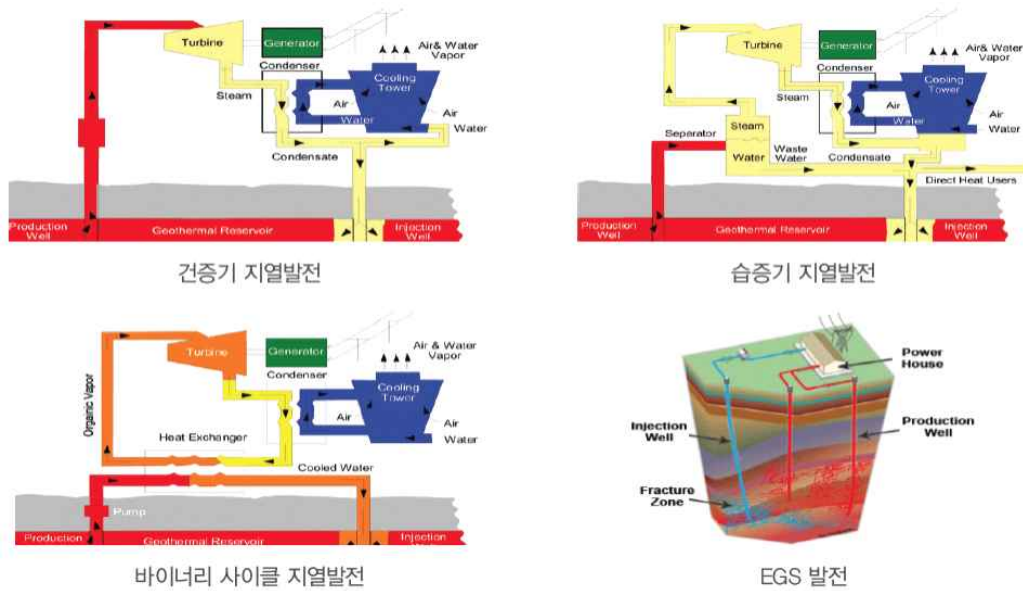 Turbine
Generator
Condenser
Air& Water
Vapor
Cooling
Tower
Steam
Air
Water
Air
Water
Condensate
Production
Well
Geothermal Reservoir
Injection
Well
건증기 지열발전
Turbine
Generator
Condenser
Air& Water
Vapor
Cooling
Tower
Steam
Air
Water
Air
Water
Separator
Steam
Water
Waste
Water
Condensate
Direct Heat Users
Production
Well
Geothermal Reservoir
Injection
Well
습증기 지열발전
Turbine
Generator
Condenser
Air & Water
Vapor
Cooling
Tower
Organic Vapor
Air
Air
Water
Heat Exchanger
Cooled Water
Pump
Production
Geothermal Reservoir
Injection
바이너리 사이클 지열발전
Power
House
Injection
Well
Production
Well
Fracture
Zone
EGS 발전